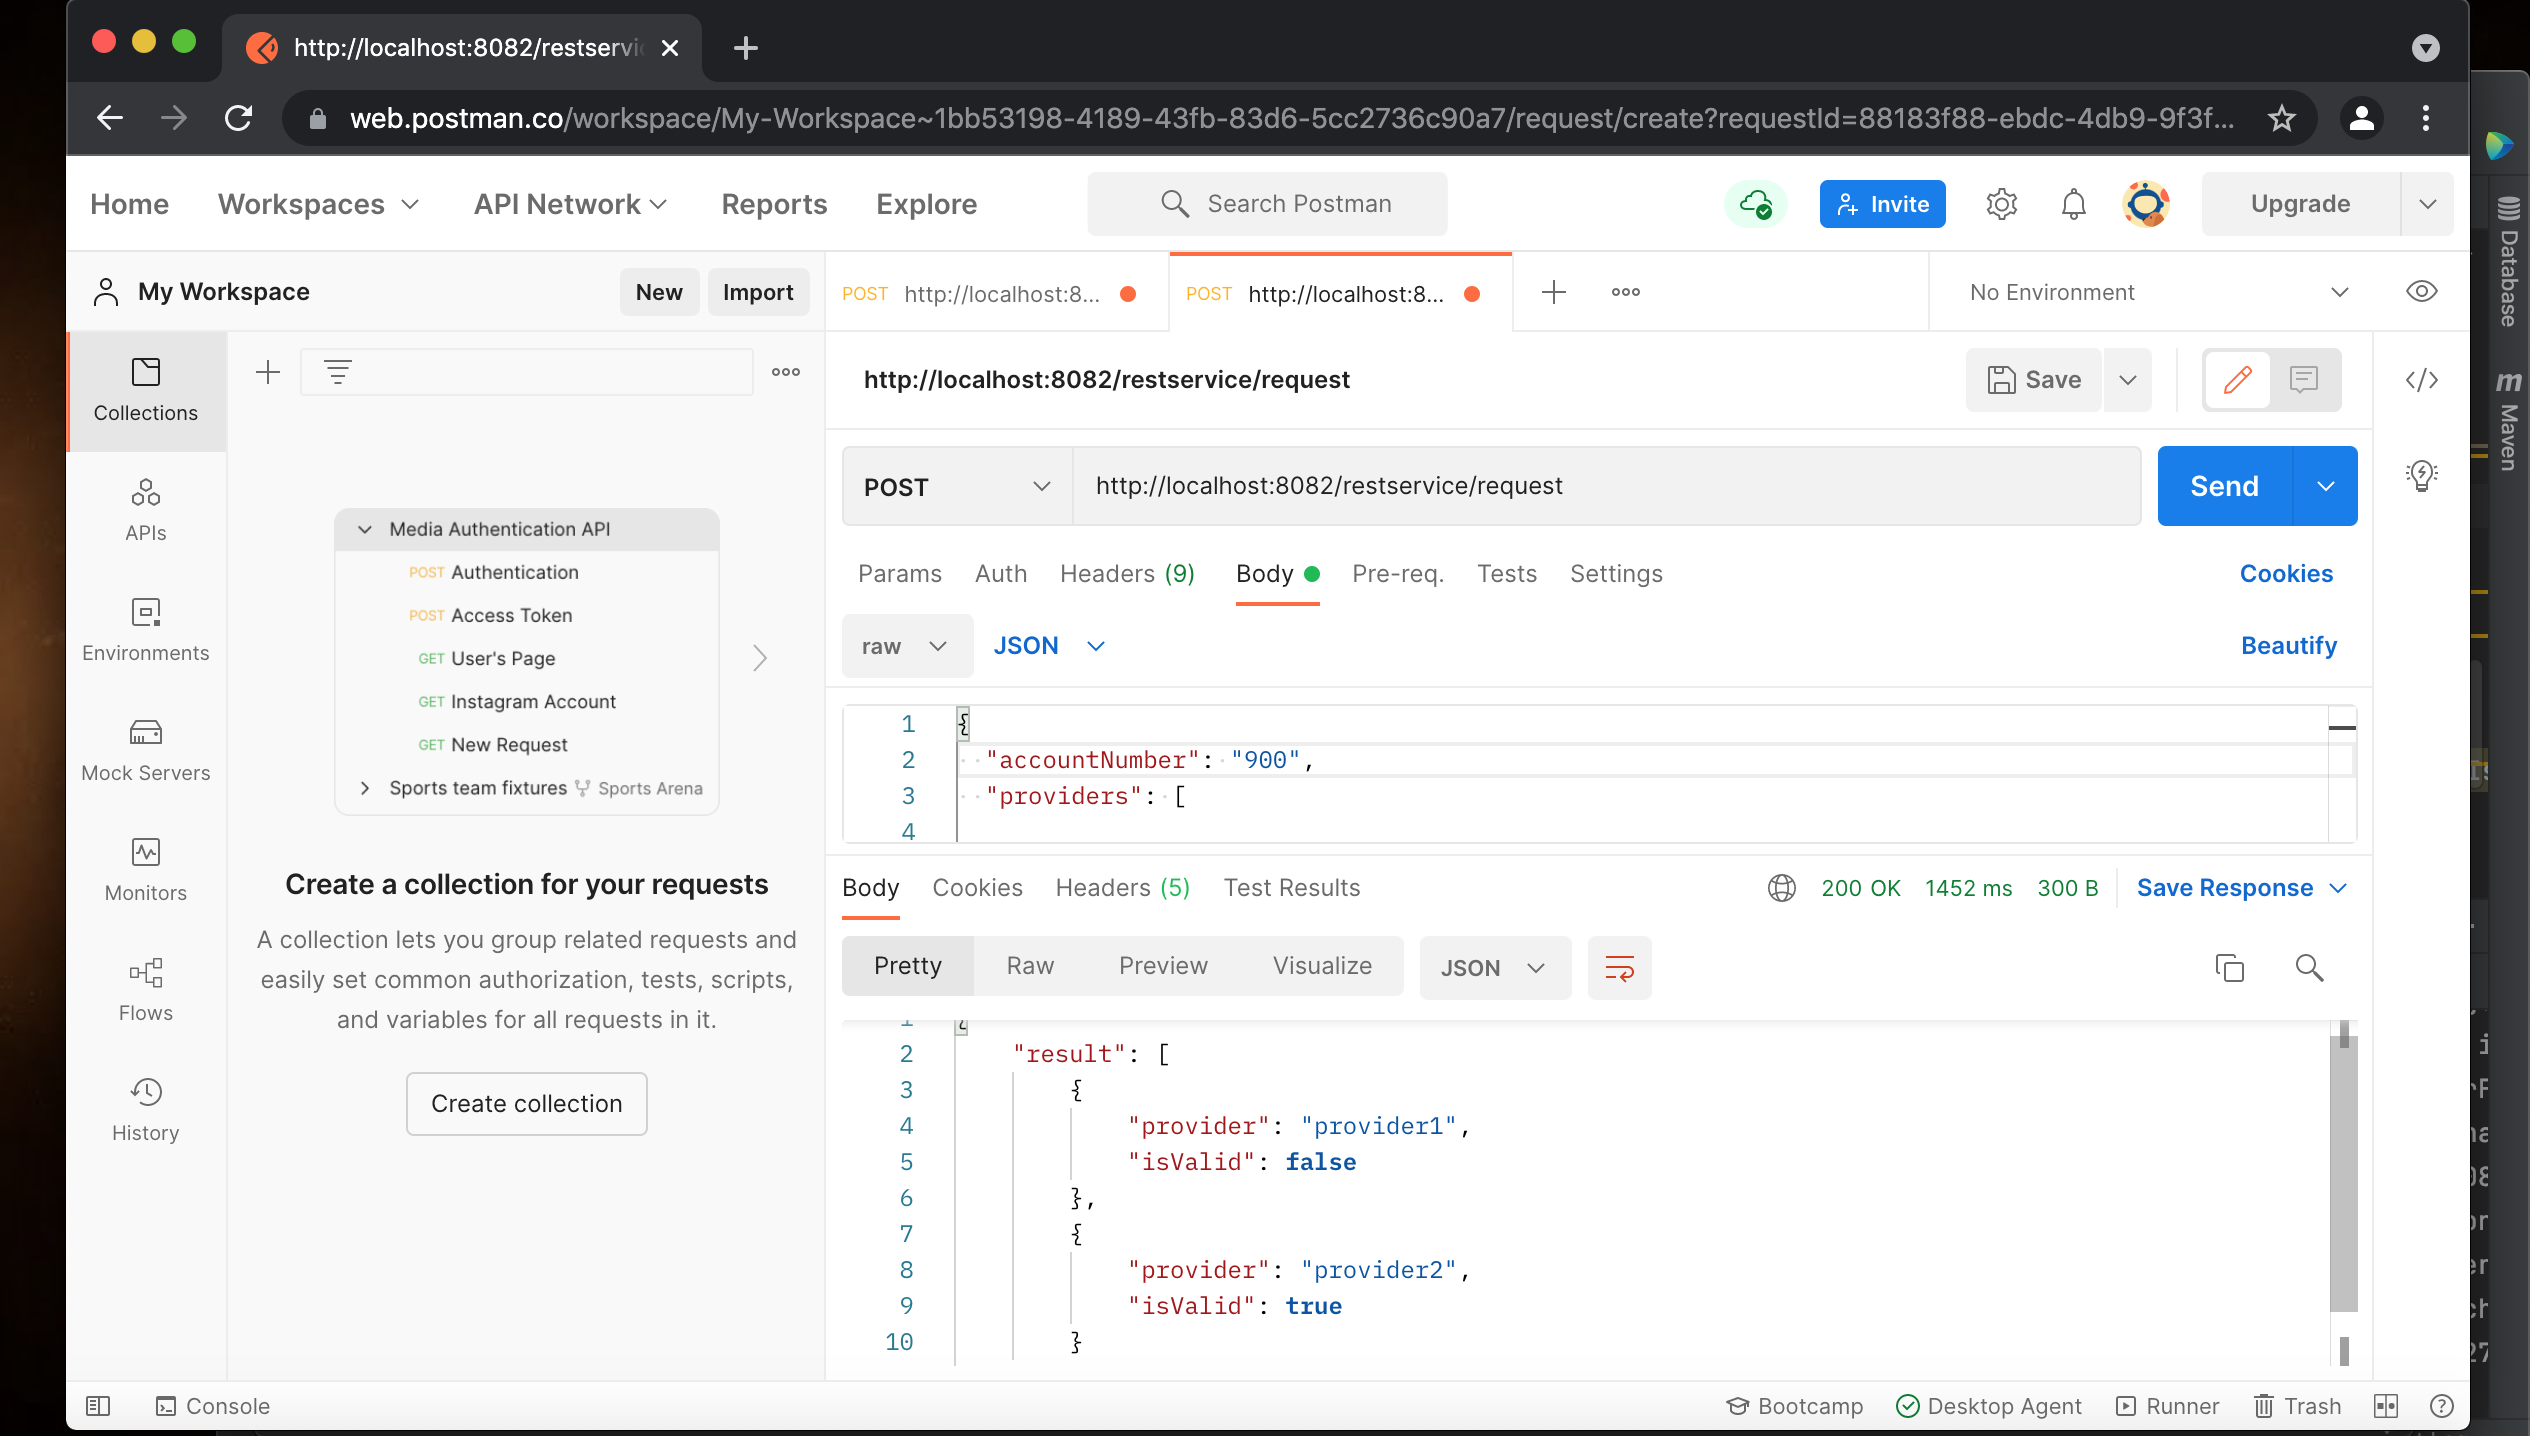 http://localhost:8082/restservi
web.postman.co/workspace/My-Workspace~1bb53198-4189-43fb-83d6-5cc2736c90a7/request/create?requestId=88183f88-ebdc-4db9-9f3f...
Home Workspaces API Network Reports Explore Search Postman Invite Upgrade
My Workspace New Import
POST http://localhost:8... POST http://localhost:8... No Environment
Collections
APIs
Environments
Mock Servers
Monitors
Flows
History
Media Authentication API
POST Authentication
POST Access Token
GET User's Page
GET Instagram Account
GET New Request
Sports team fixtures Sports Arena
Create a collection for your requests
A collection lets you group related requests and
easily set common authorization, tests, scripts,
and variables for all requests in it.
Create collection
http://localhost:8082/restservice/request
Save
POST http://localhost:8082/restservice/request Send
Params Auth Headers (9) Body Pre-req. Tests Settings Cookies
raw JSON Beautify
1 {
2 "accountNumber": "900",
3 "providers": [
4
Body Cookies Headers (5) Test Results 200 OK 1452 ms 300 B Save Response
Pretty Raw Preview Visualize JSON
1 {
2 "result": [
3 {
4 "provider": "provider1",
5 "isValid": false
6 },
7 {
8 "provider": "provider2",
9 "isValid": true
10 }
Console Bootcamp Desktop Agent Runner Trash
Database
m Maven